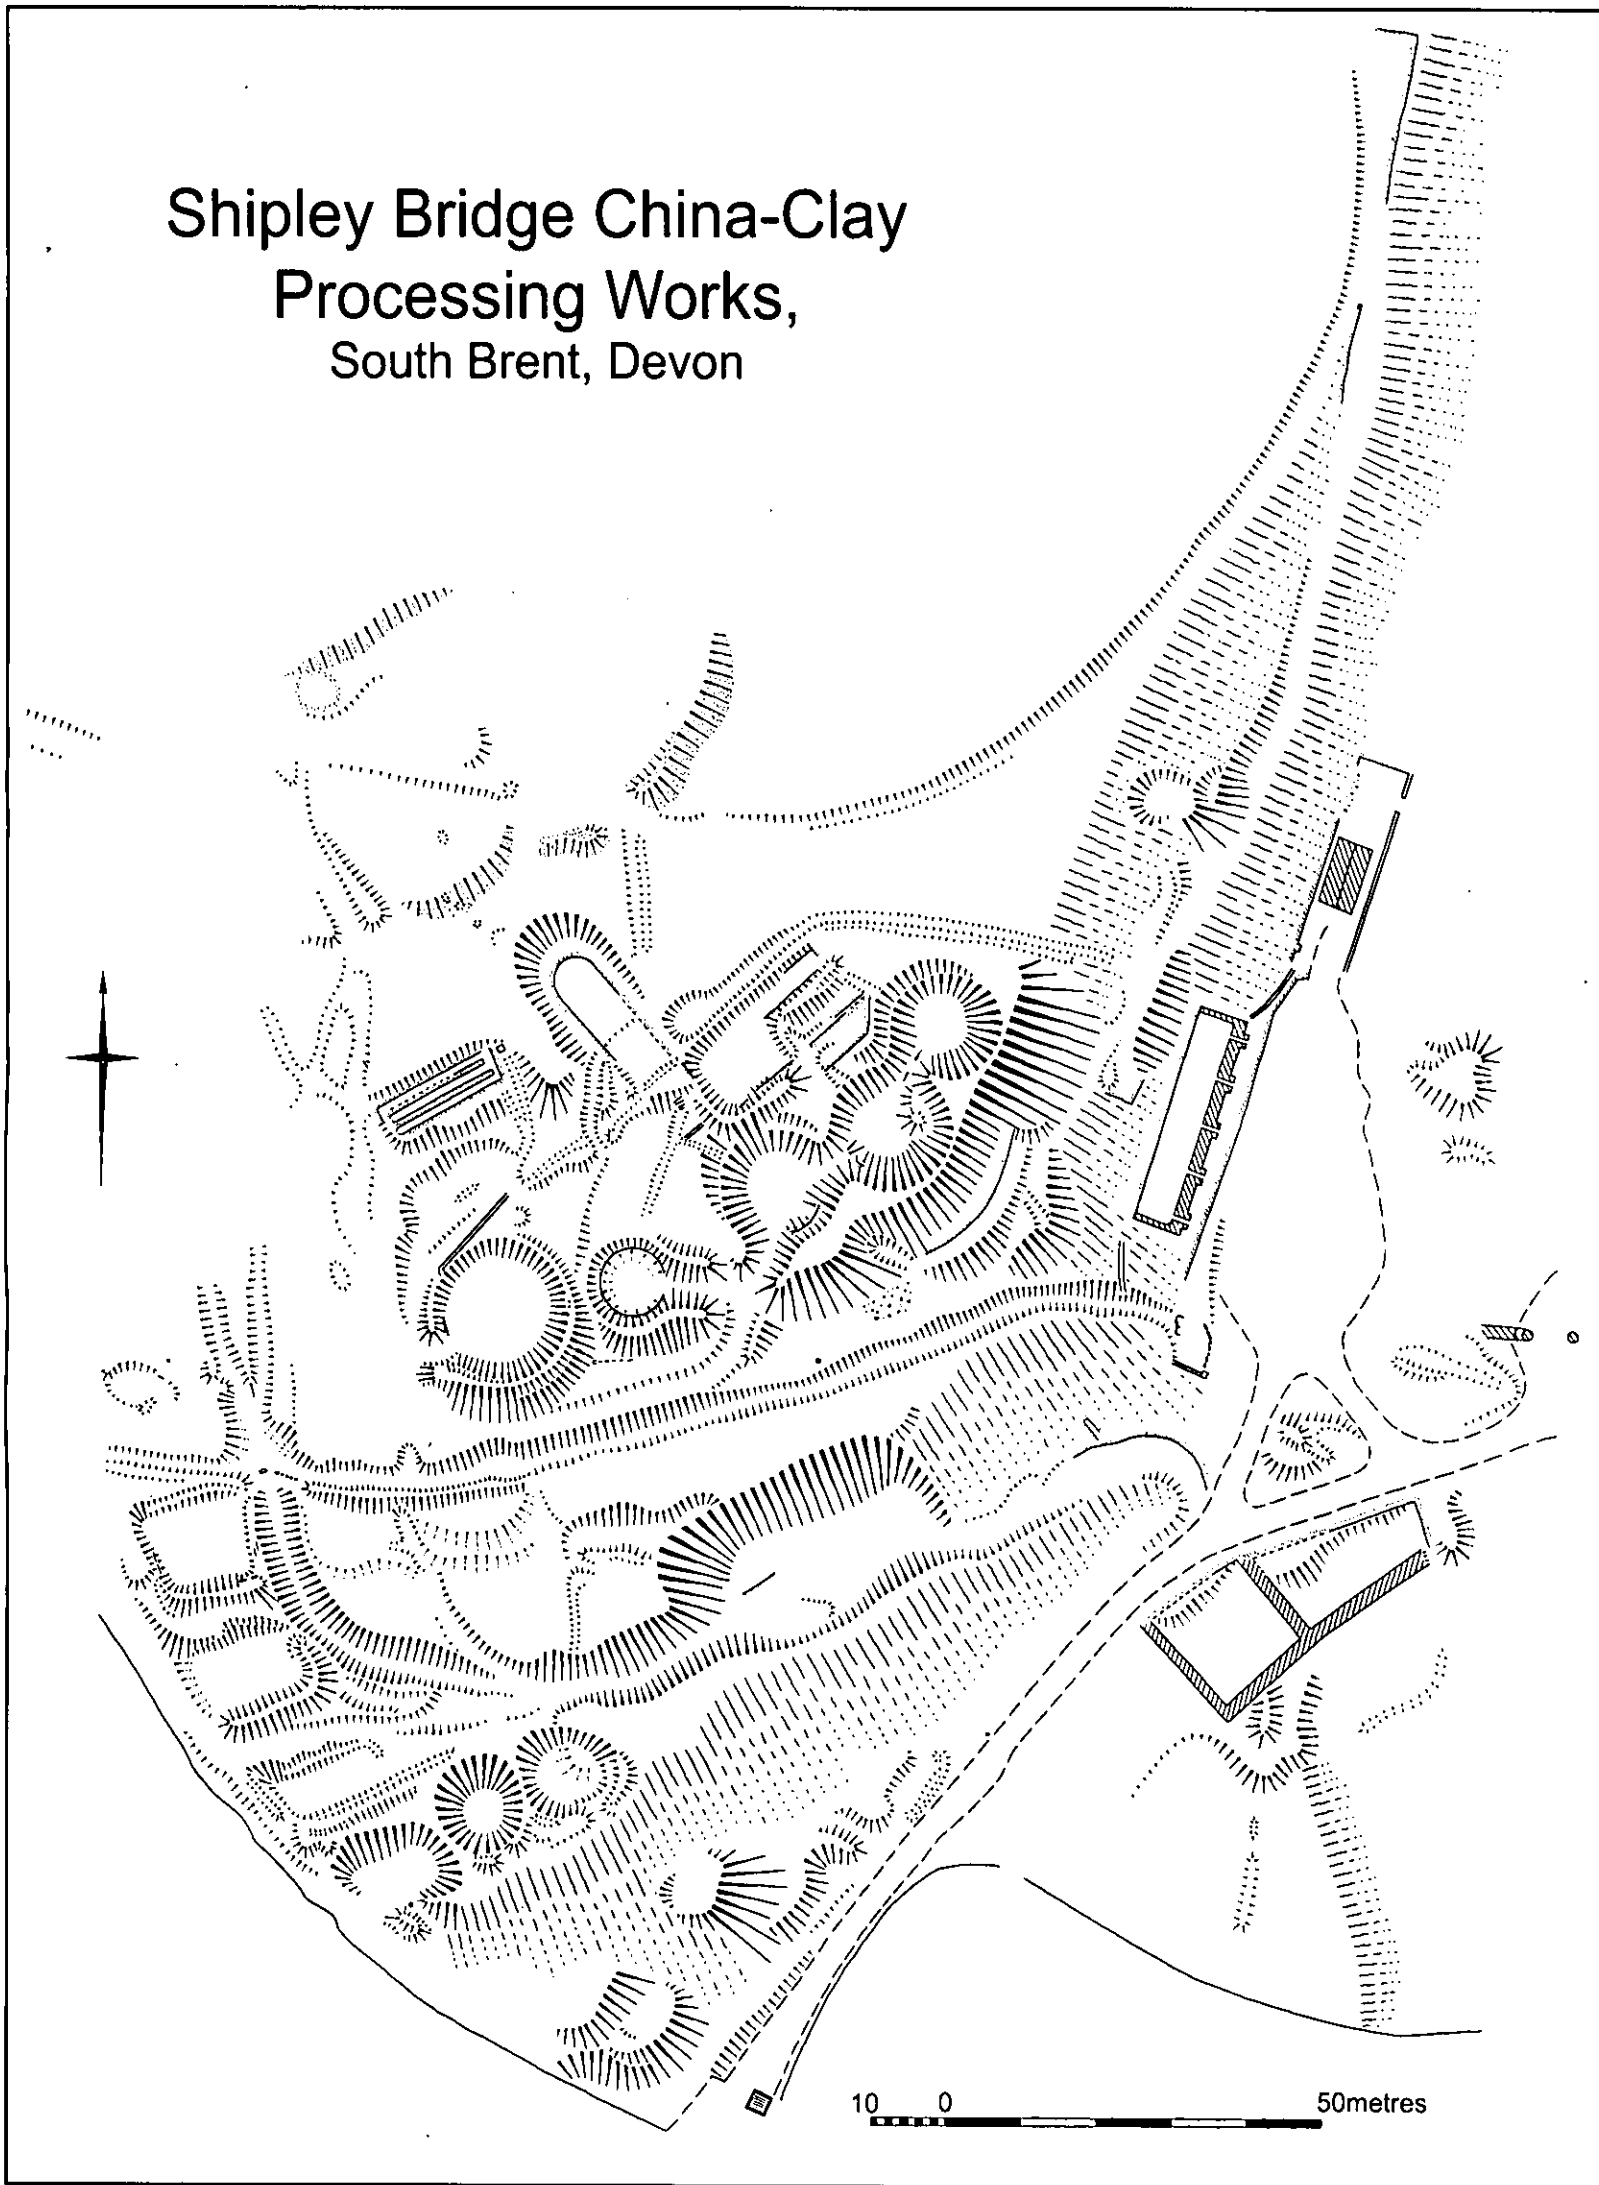 Shipley Bridge China-Clay
Processing Works,
South Brent, Devon
10 0 50metres